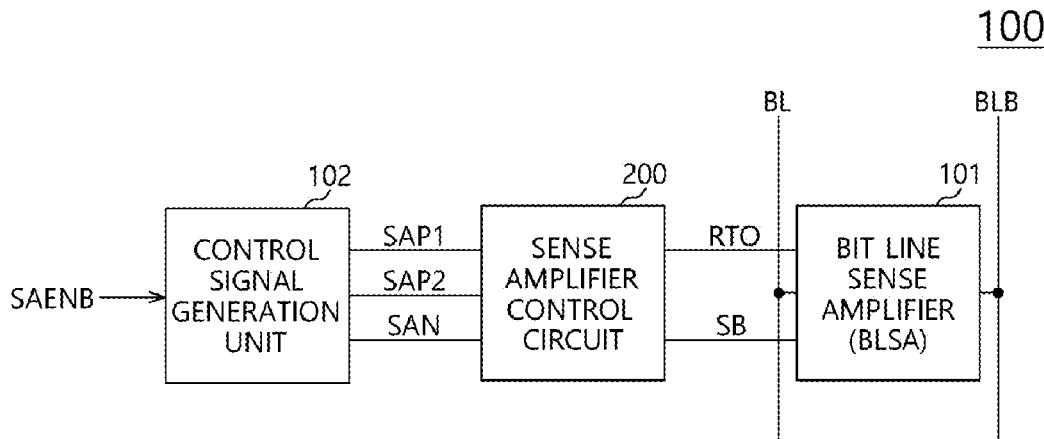 100
BL
BLB
102
200
101
SAENB
CONTROL
SIGNAL
GENERATION
UNIT
SAP1
SAP2
SAN
SENSE
AMPLIFIER
CONTROL
CIRCUIT
RTO
SB
BIT LINE
SENSE
AMPLIFIER
(BLSA)